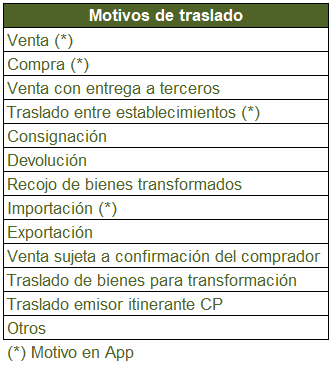 Motivos de traslado
Venta (*)
Compra (*)
Venta con entrega a terceros
Traslado entre establecimientos (*)
Consignación
Devolución
Recojo de bienes transformados
Importación (*)
Exportación
Venta sujeta a confirmación del comprador
Traslado de bienes para transformación
Traslado emisor itinerante CP
Otros
(*) Motivo en App